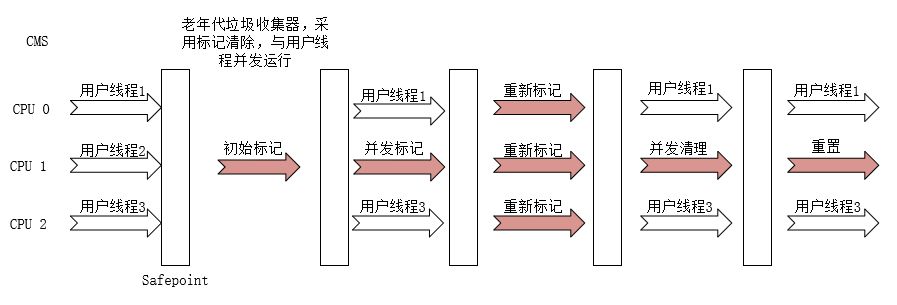 老年代垃圾收集器，采
用标记清除，与用户线
程并发运行
CMS
用户线程1
用户线程1
重新标记
用户线程1
用户线程1
CPU 0
用户线程2
初始标记
并发标记
重新标记
并发清理
重置
CPU 1
用户线程3
用户线程3
重新标记
用户线程3
用户线程3
CPU 2
Safepoint